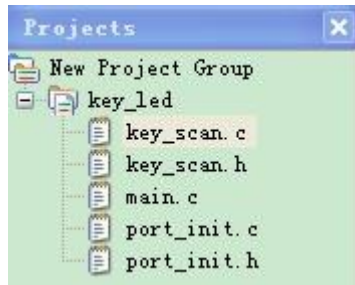 Projects
New Project Group
key_led
key_scan.c
key_scan.h
main.c
port_init.c
port_init.h